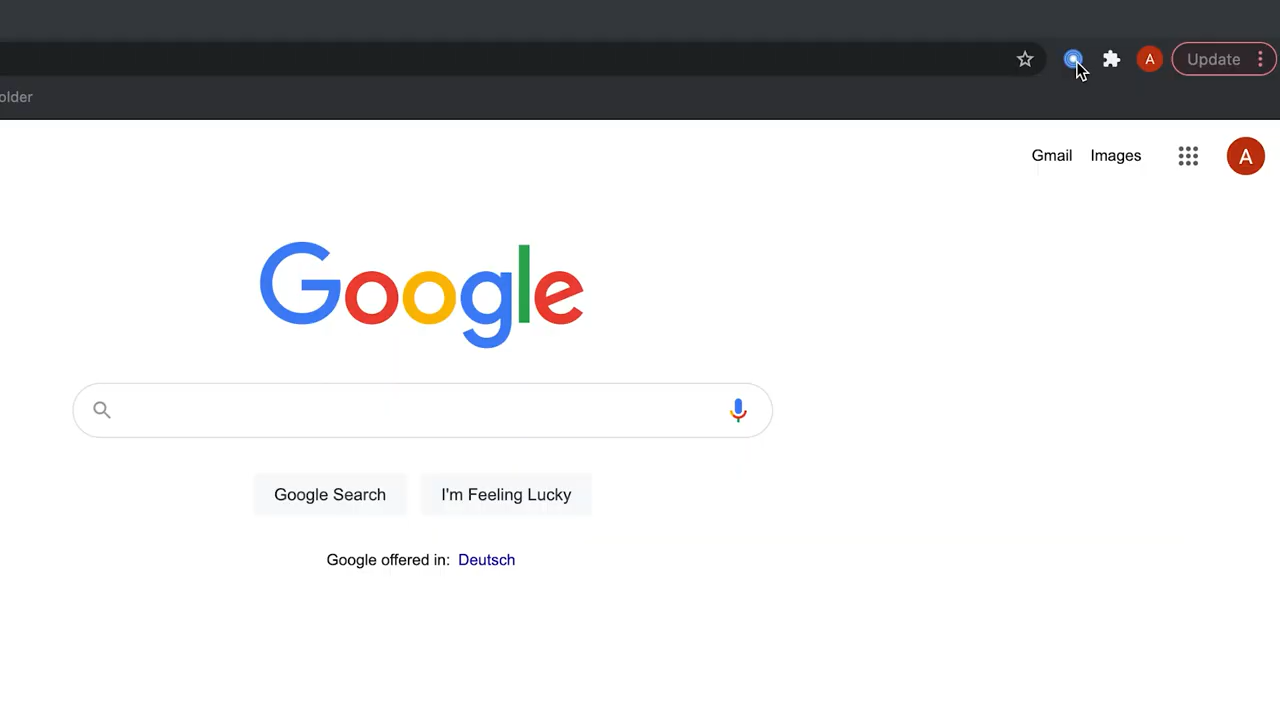 A
Update
older
Gmail Images
A
Google
Google Search I'm Feeling Lucky
Google offered in: Deutsch